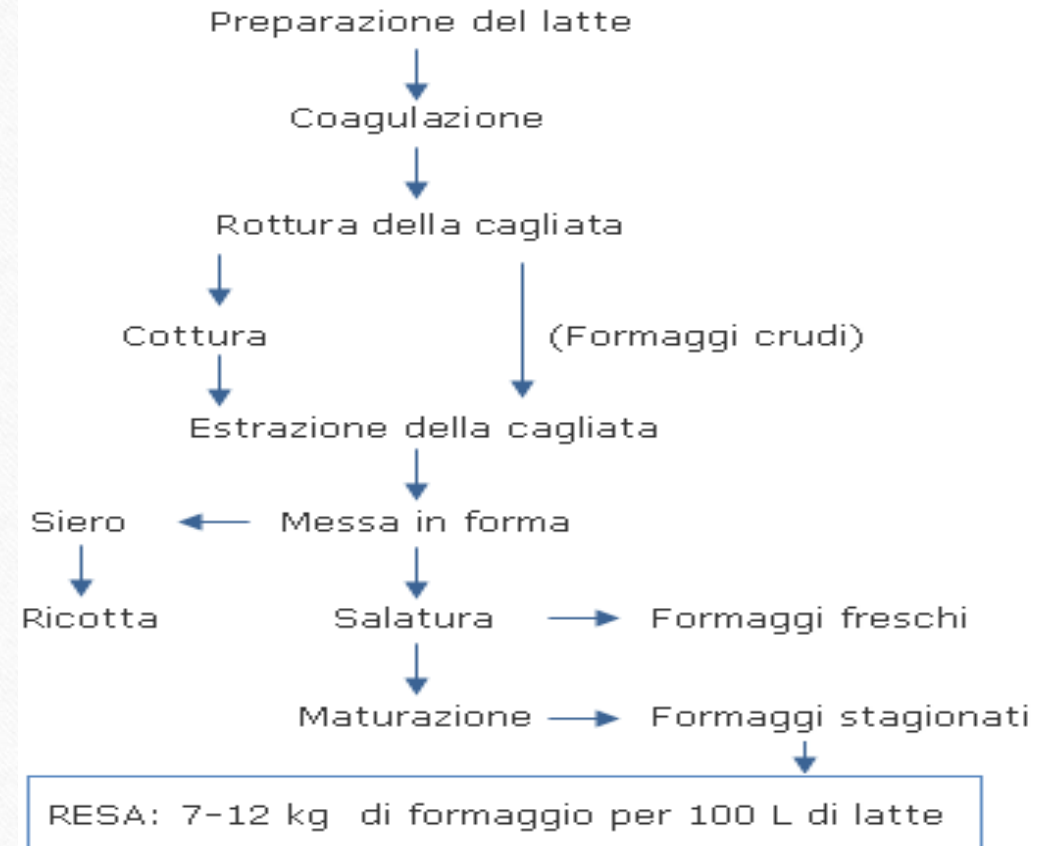 Preparazione del latte
Coagulazione
Rottura della cagliata
Cottura
(Formaggi crudi)
Estrazione della cagliata
Siero
Messa in forma
Ricotta
Salatura
Formaggi freschi
Maturazione
Formaggi stagionati
RESA: 7-12 kg di formaggio per 100 L di latte